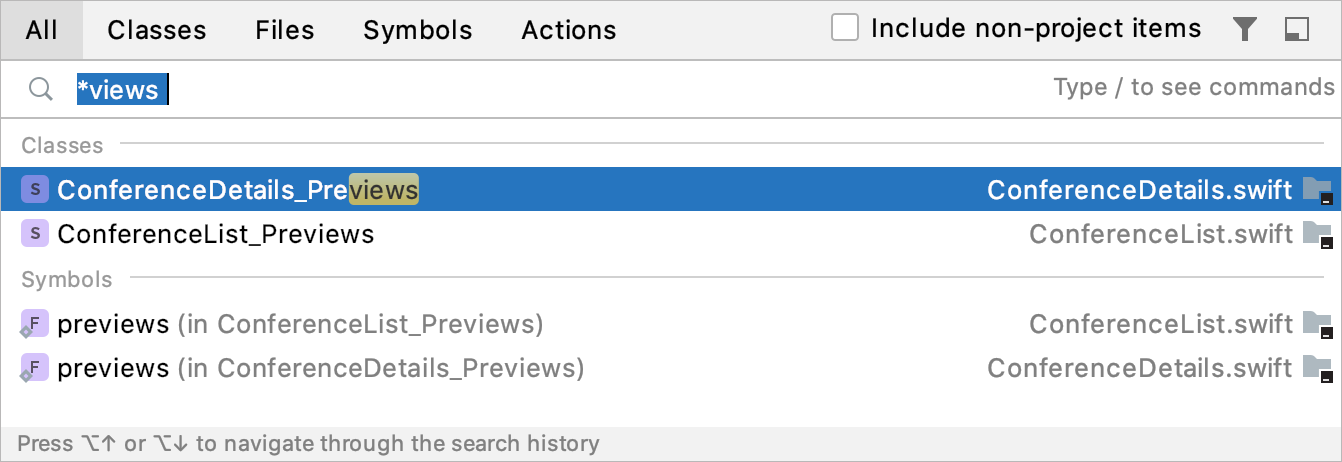 All Classes Files Symbols Actions Include non-project items
*views Type / to see commands
Classes
S ConferenceDetails_Previews ConferenceDetails.swift
S ConferenceList_Previews ConferenceList.swift
Symbols
F previews (in ConferenceList_Previews) ConferenceList.swift
F previews (in ConferenceDetails_Previews) ConferenceDetails.swift
Press ⌥↑ or ⌥↓ to navigate through the search history